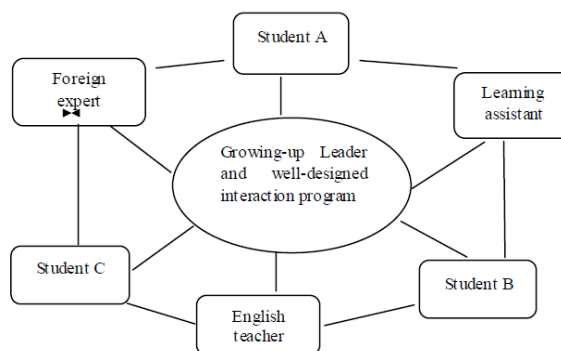 Student A
Foreign
expert
Learning
assistant
Growing-up Leader
and well-designed
interaction program
Student C
Student B
English
teacher